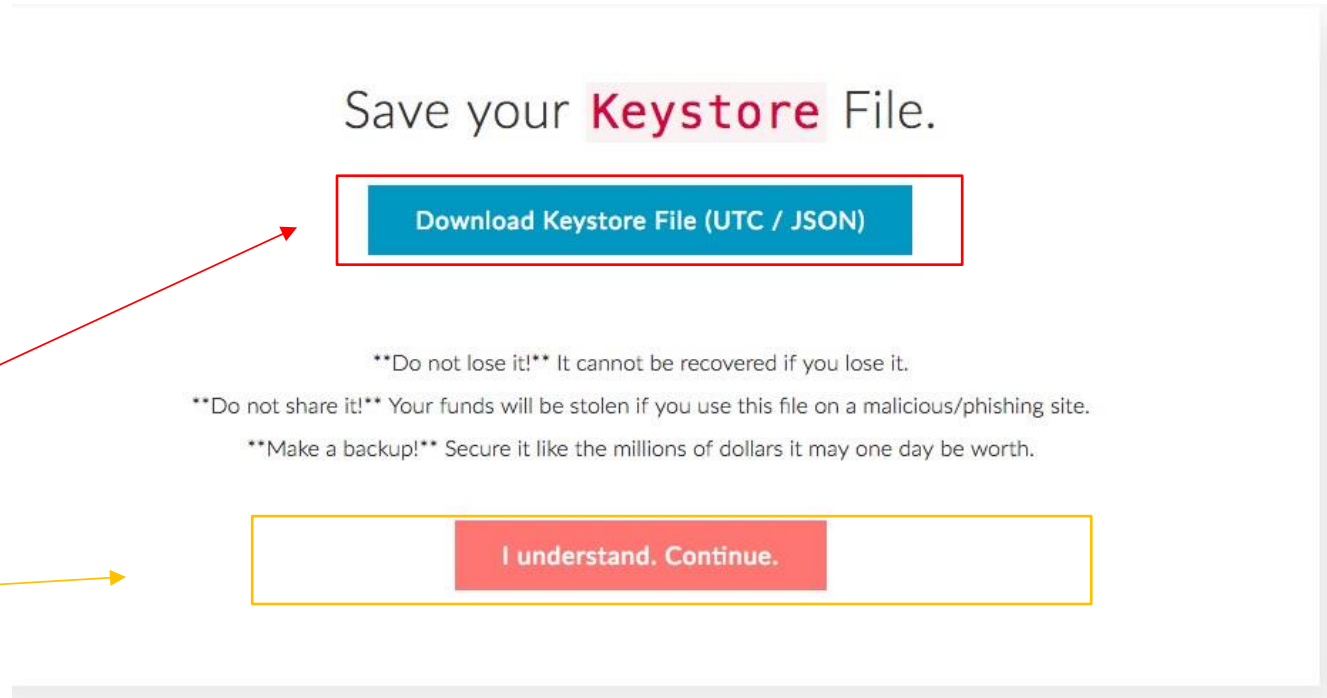 Save your Keystore File.
Download Keystore File (UTC / JSON)
**Do not lose it!** It cannot be recovered if you lose it.
**Do not share it!** Your funds will be stolen if you use this file on a malicious/phishing site.
**Make a backup!** Secure it like the millions of dollars it may one day be worth.
I understand. Continue.